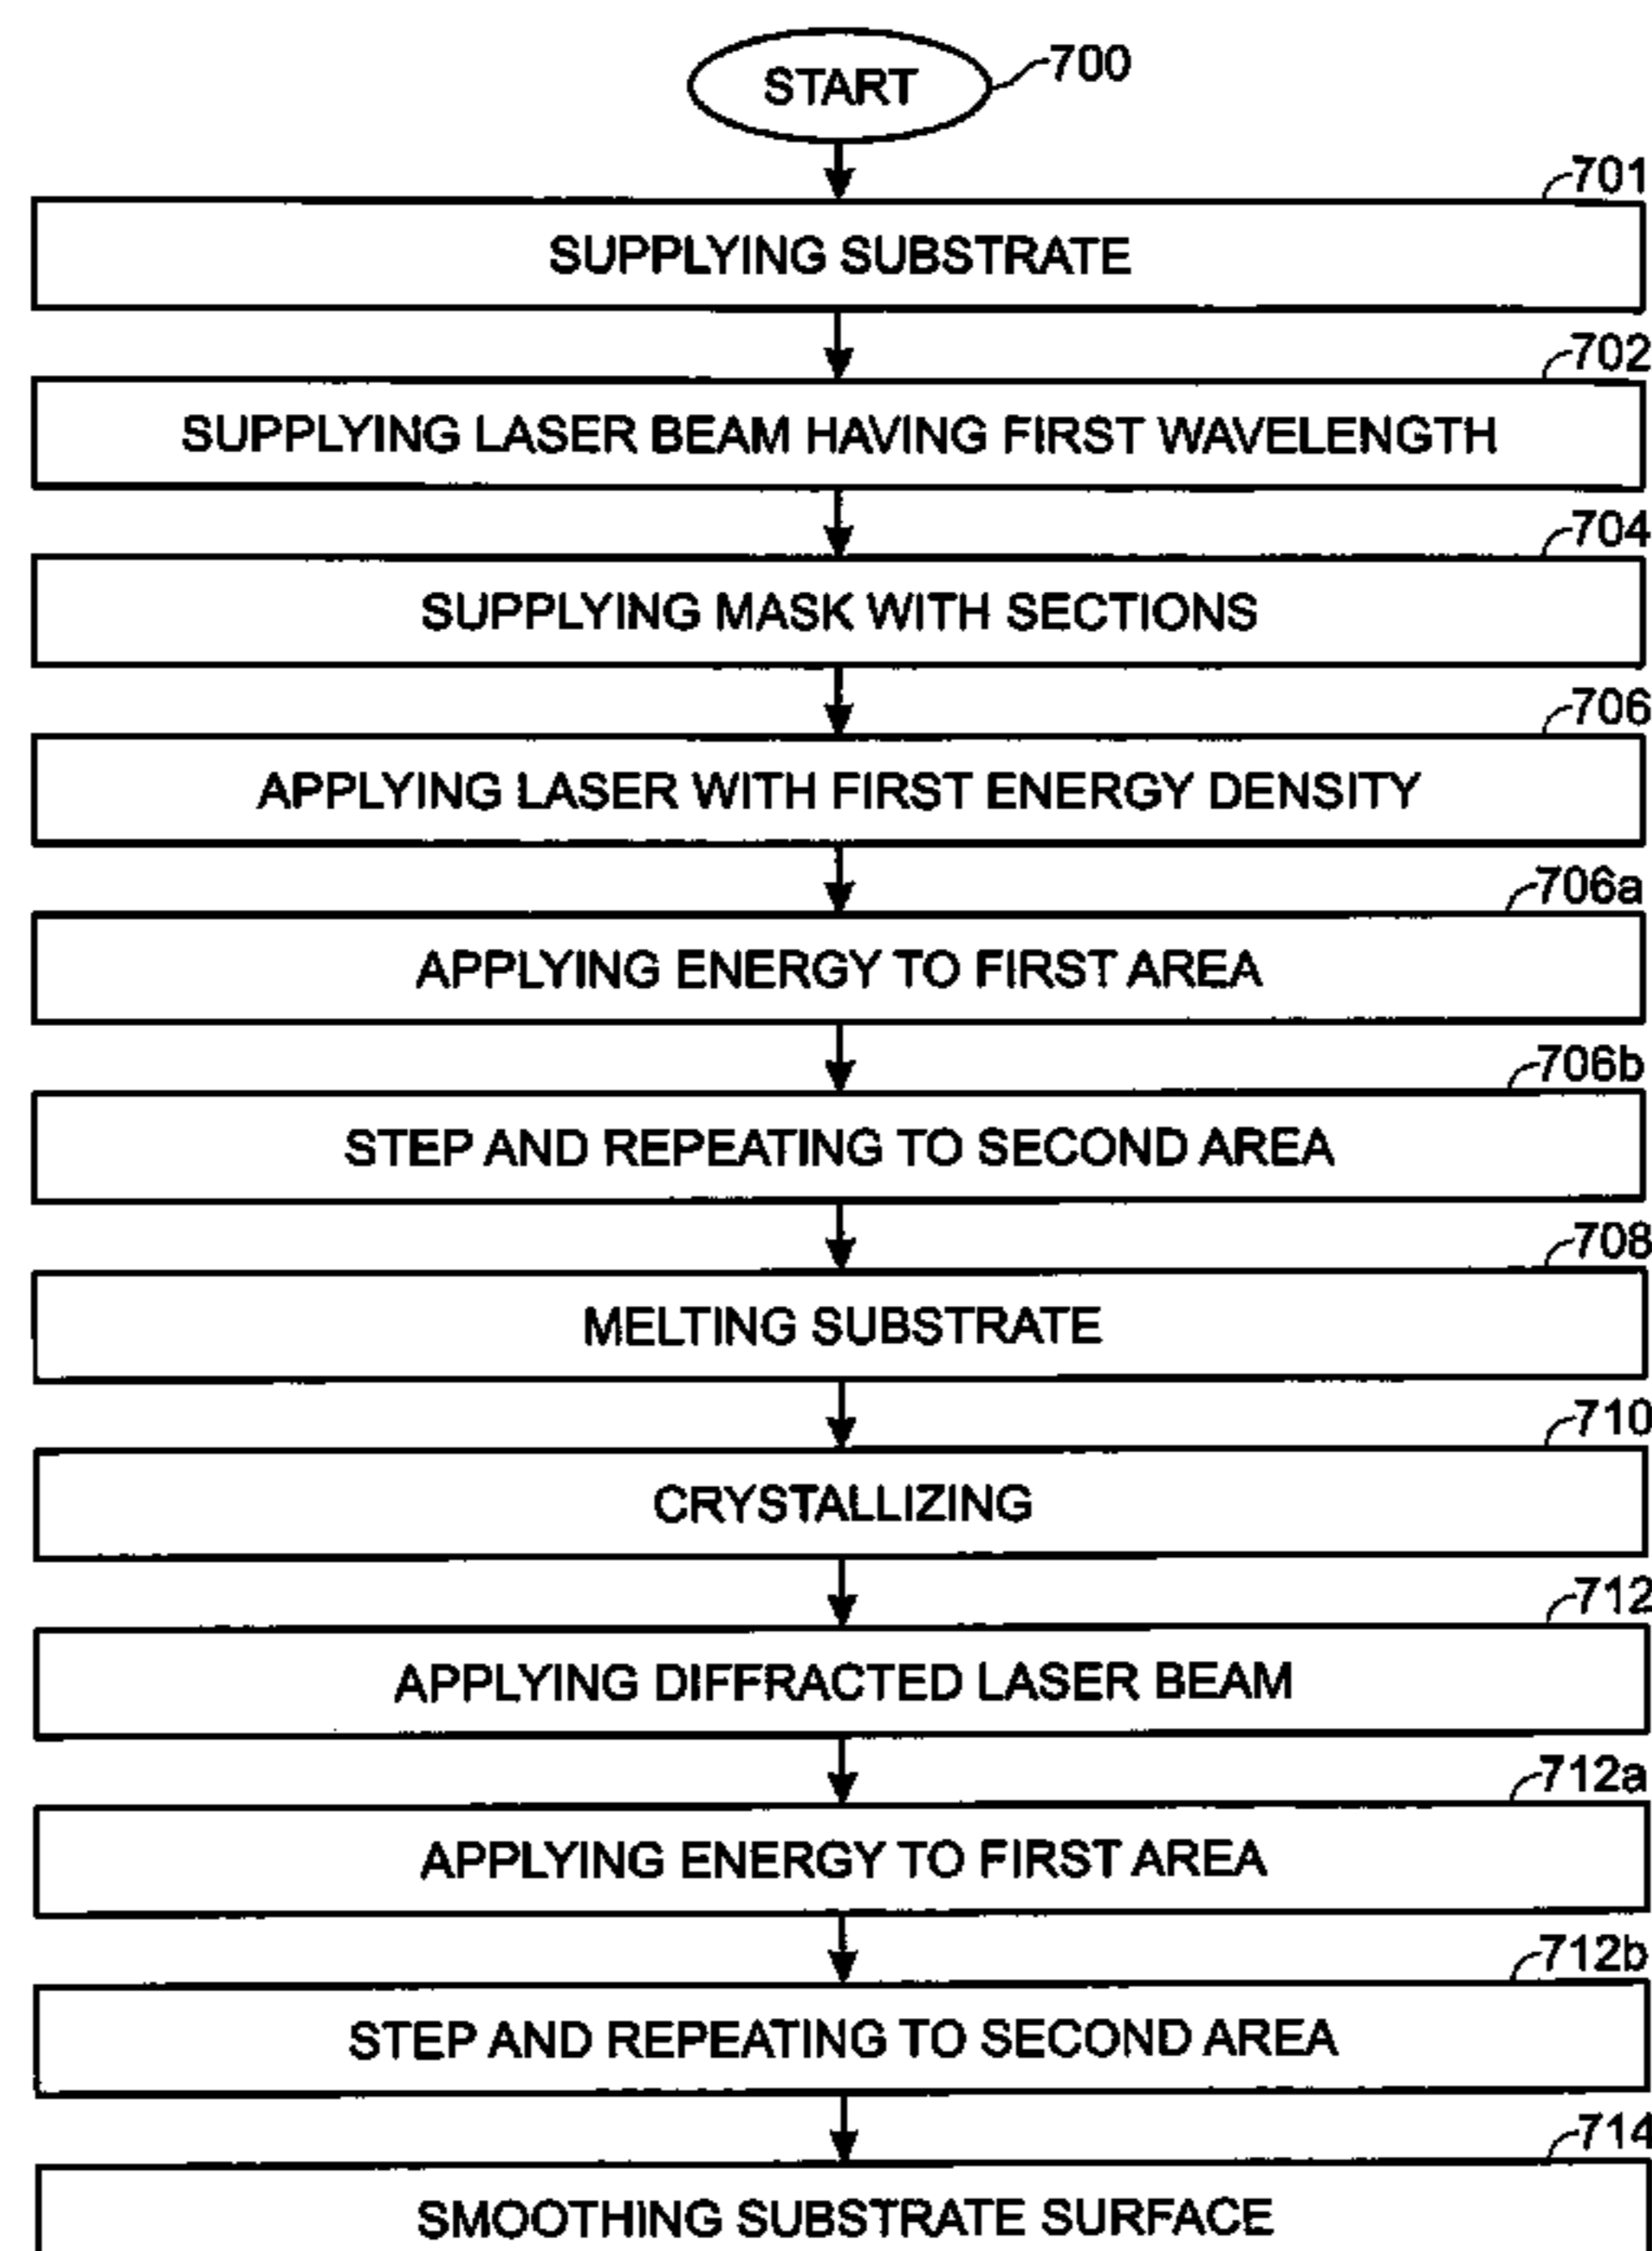 START
700
701
SUPPLYING SUBSTRATE
702
SUPPLYING LASER BEAM HAVING FIRST WAVELENGTH
704
SUPPLYING MASK WITH SECTIONS
706
APPLYING LASER WITH FIRST ENERGY DENSITY
706a
APPLYING ENERGY TO FIRST AREA
706b
STEP AND REPEATING TO SECOND AREA
708
MELTING SUBSTRATE
710
CRYSTALLIZING
712
APPLYING DIFFRACTED LASER BEAM
712a
APPLYING ENERGY TO FIRST AREA
712b
STEP AND REPEATING TO SECOND AREA
714
SMOOTHING SUBSTRATE SURFACE